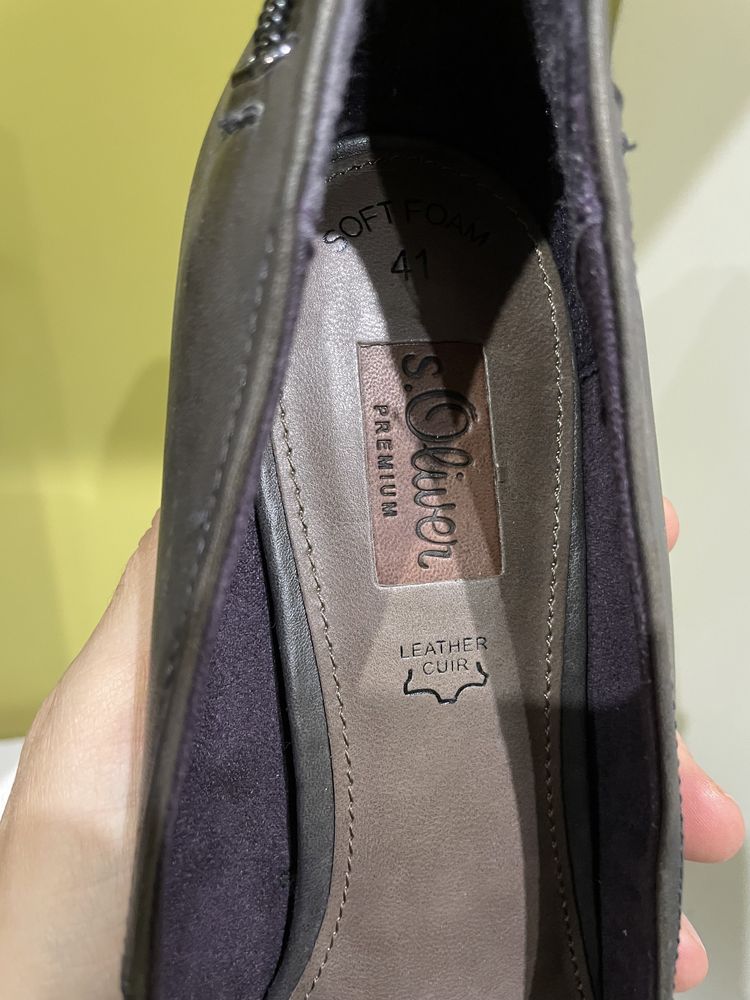 SOFT FOAM
41
s.Oliver
PREMIUM
LEATHER
CUIR